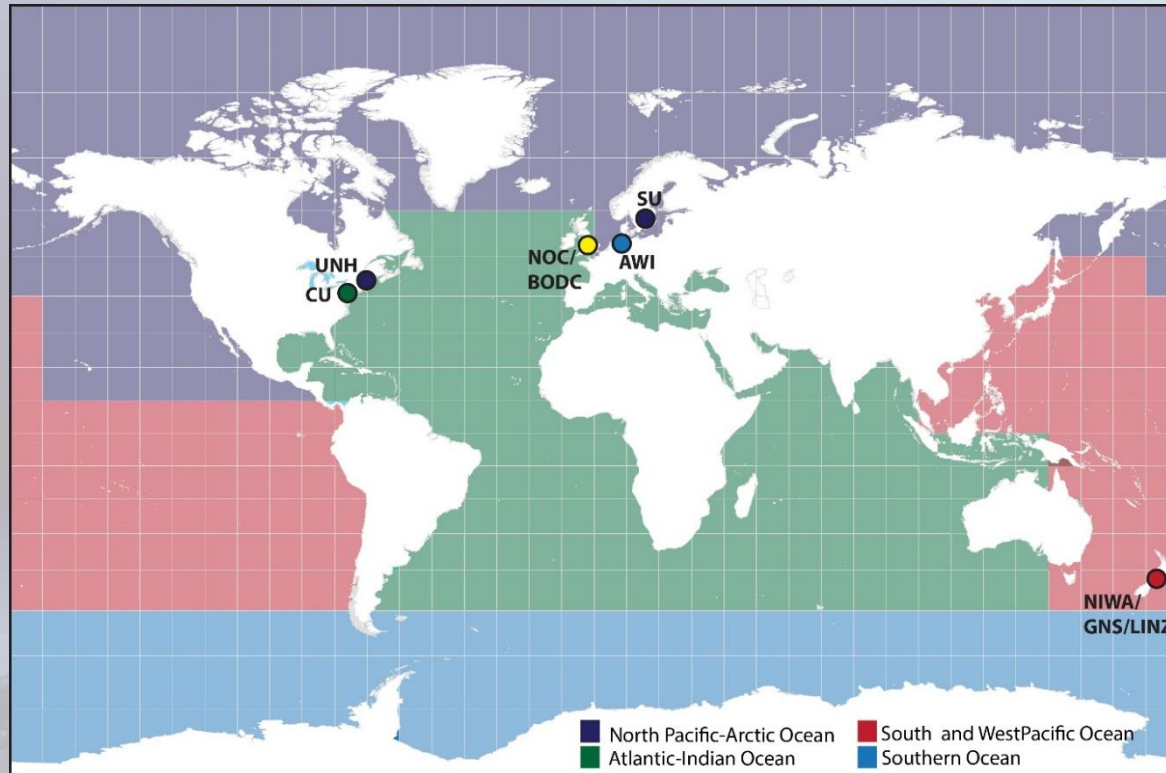 SU
UNH
NOC/
BODC
AWI
CU
NIWA/
GNS/LINZ
North Pacific-Arctic Ocean
South and WestPacific Ocean
Atlantic-Indian Ocean
Southern Ocean